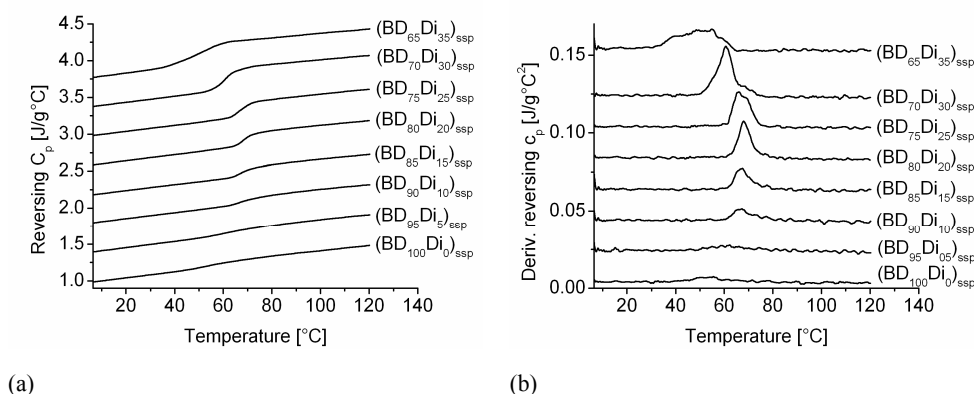 4.5
4.0
3.5
3.0
2.5
2.0
1.5
1.0
Reversing Cp [J/g°C]
(BD65Di35)ssp
(BD70Di30)ssp
(BD75Di25)ssp
(BD80Di20)ssp
(BD85Di15)ssp
(BD90Di10)ssp
(BD95Di5)ssp
(BD100Di0)ssp
20 40 60 80 100 120 140
Temperature [°C]
(a)
0.15
0.10
0.05
0.00
Deriv. reversing cp [J/g°C²]
(BD65Di35)ssp
(BD70Di30)ssp
(BD75Di25)ssp
(BD80Di20)ssp
(BD85Di15)ssp
(BD90Di10)ssp
(BD95Di05)ssp
(BD100Di0)ssp
20 40 60 80 100 120 140
Temperature [°C]
(b)